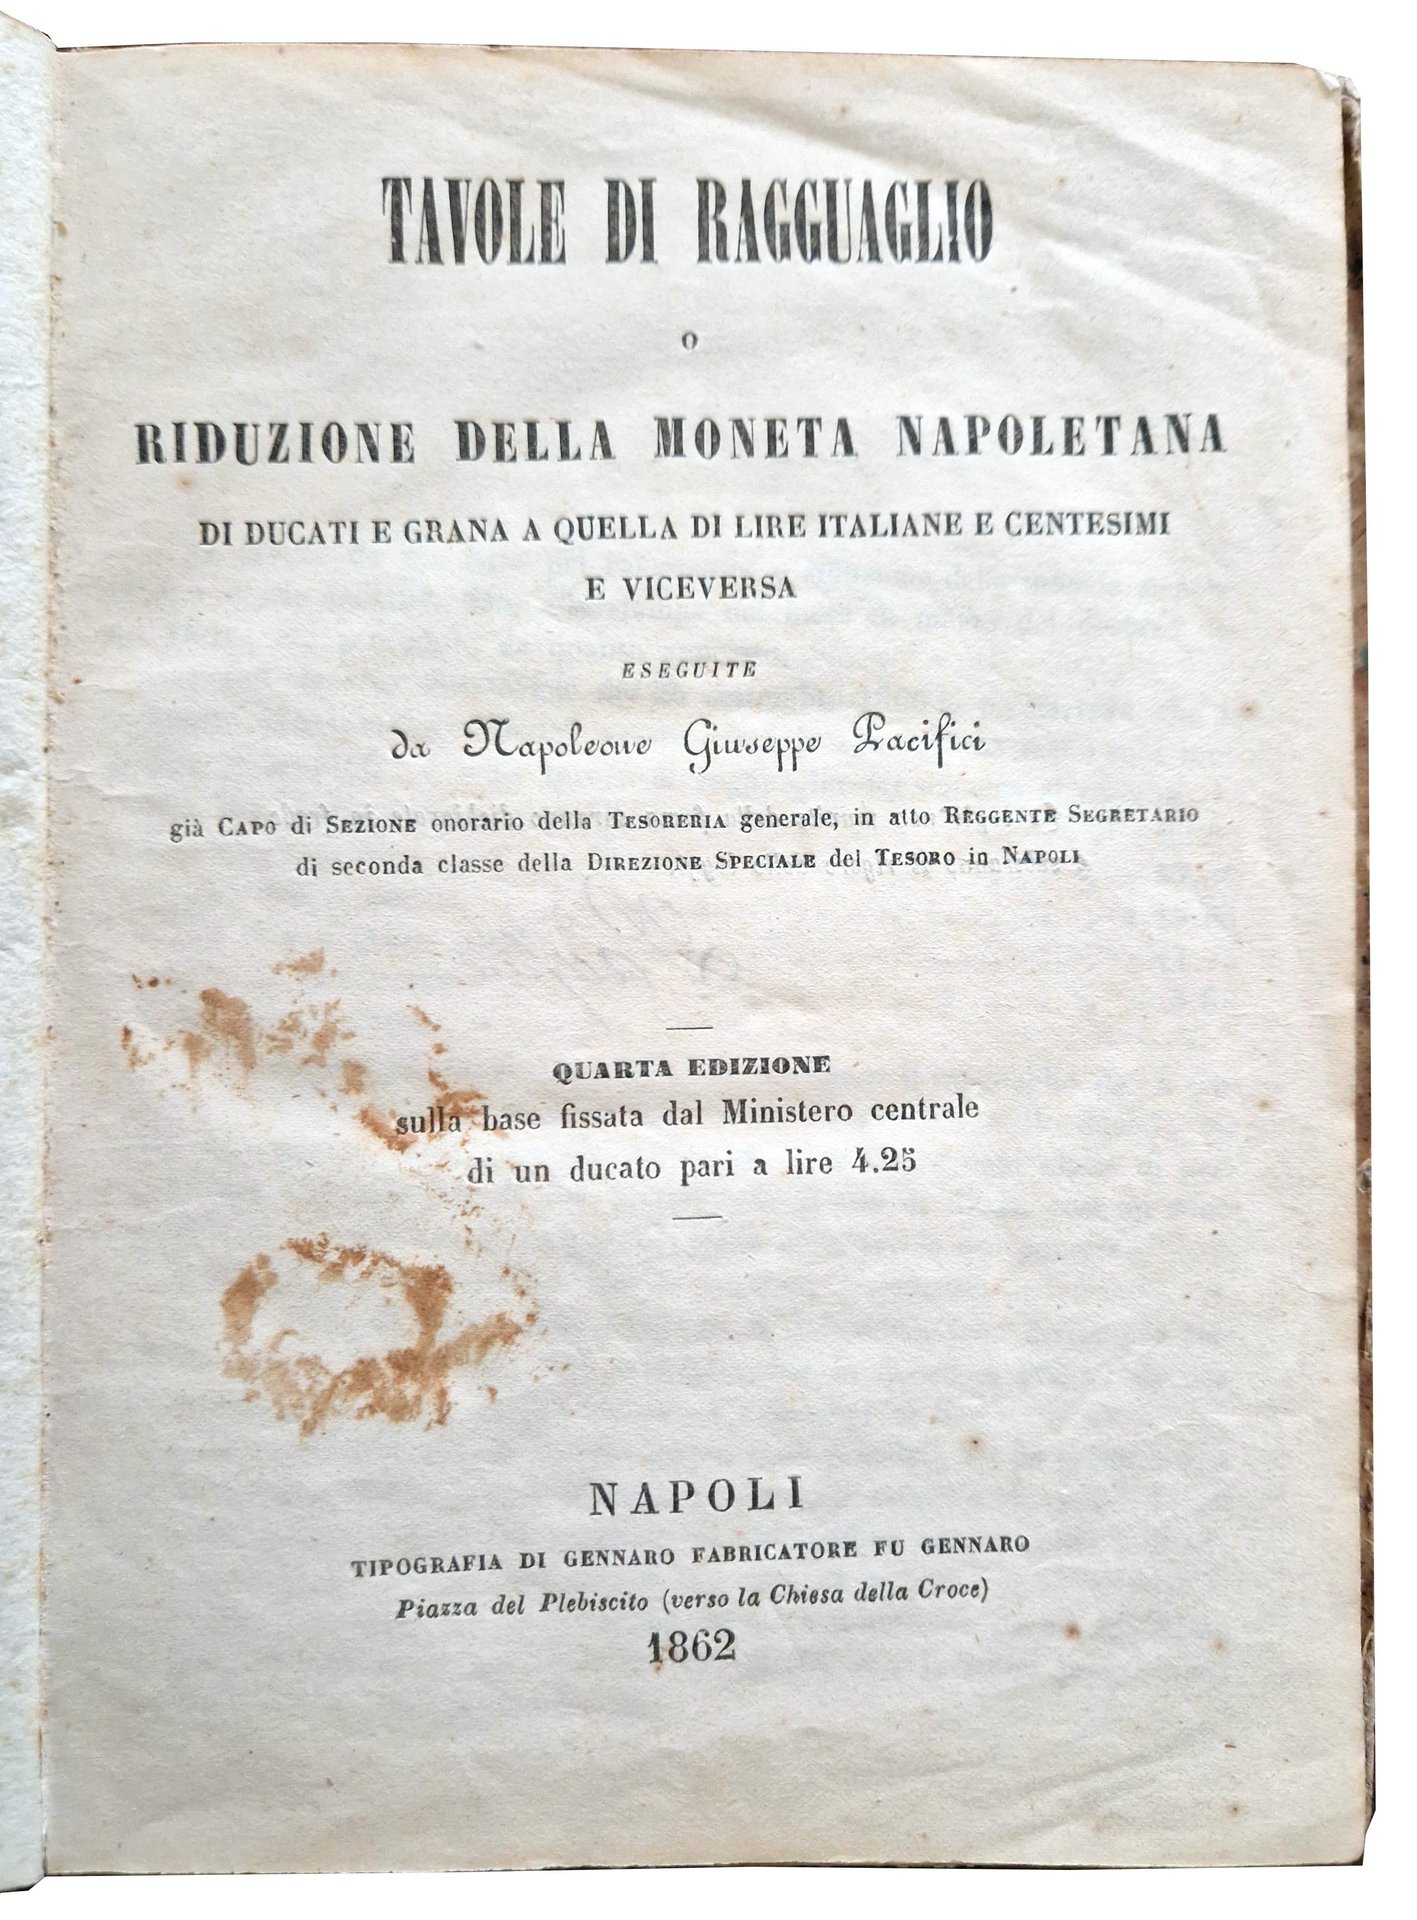 TAVOLE DI RAGGUAGLIO
O
RIDUZIONE DELLA MONETA NAPOLETANA
DI DUCATI E GRANA A QUELLA DI LIRE ITALIANE E CENTESIMI
E VICEVERSA
ESEGUITE
da Napoleone Giuseppe Pacifici
già CAPO di SEZIONE onorario della TESORERIA generale, in atto REGGENTE SEGRETARIO
di seconda classe della DIREZIONE SPECIALE del TESORO in NAPOLI
QUARTA EDIZIONE
sulla base fissata dal Ministero centrale
di un ducato pari a lire 4.25
NAPOLI
TIPOGRAFIA DI GENNARO FABRICATORE FU GENNARO
Piazza del Plebiscito (verso la Chiesa della Croce)
1862